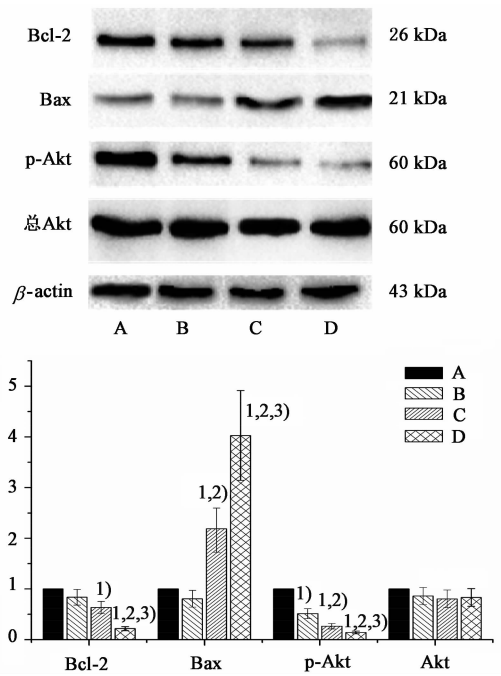 Bcl-2 26 kDa
Bax 21 kDa
p-Akt 60 kDa
总Akt 60 kDa
β-actin 43 kDa
A B C D
5
4
3
2
1
0
A
B
C
D
1)
1,2,3)
1,2)
1,2,3)
1)
1,2)
1,2,3)
Bcl-2 Bax p-Akt Akt